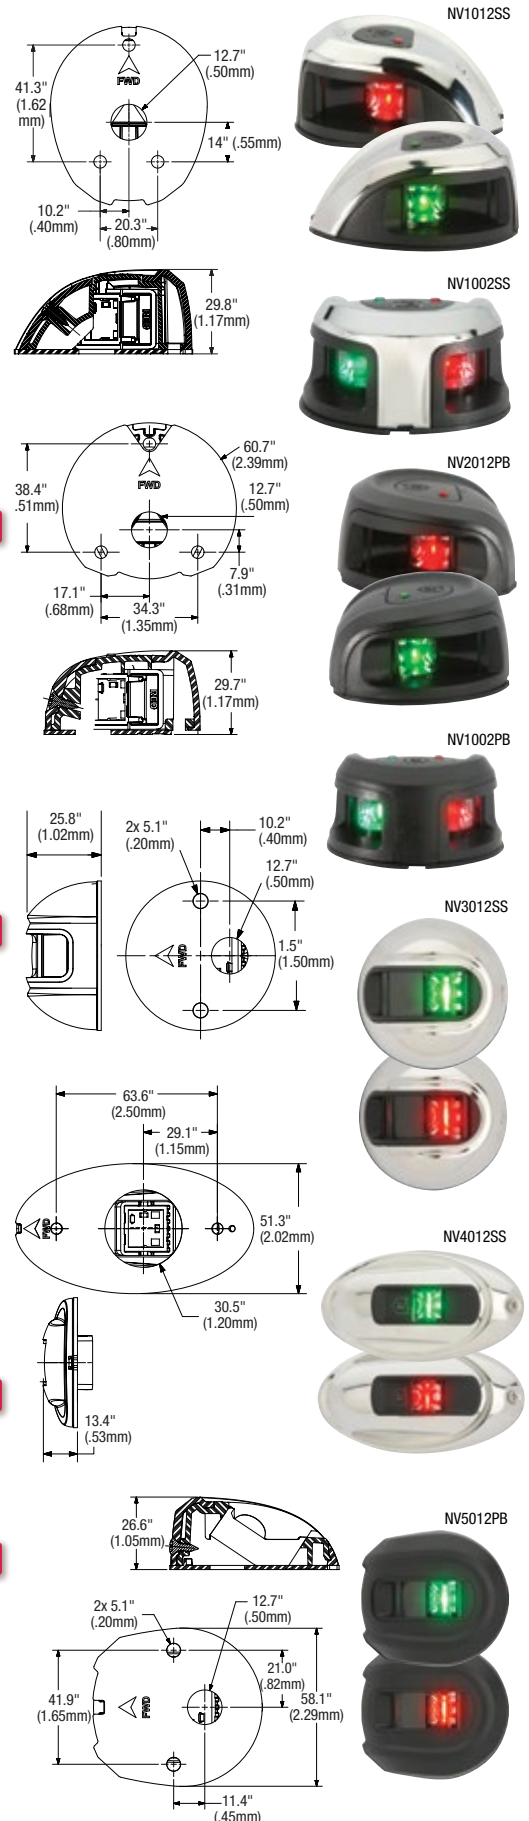 NV1012SS
12.7"
(.50mm)
41.3"
(1.62
mm)
FWD
14" (.55mm)
10.2"
(.40mm)
20.3"
(.80mm)
NV1002SS
29.8"
(1.17mm)
60.7"
(2.39mm)
FWD
NV2012PB
38.4"
.51mm)
12.7"
(.50mm)
7.9"
(.31mm)
17.1"
(.68mm)
34.3"
(1.35mm)
29.7"
(1.17mm)
NV1002PB
25.8"
(1.02mm)
2x 5.1"
(.20mm)
10.2"
(.40mm)
12.7"
(.50mm)
NV3012SS
FWD
1.5"
(1.50mm)
63.6"
(2.50mm)
29.1"
(1.15mm)
FWD
51.3"
(2.02mm)
NV4012SS
30.5"
(1.20mm)
13.4"
(.53mm)
NV5012PB
26.6"
(1.05mm)
2x 5.1"
(.20mm)
12.7"
(.50mm)
21.0"
(.82mm)
41.9"
(1.65mm)
FWD
58.1"
(2.29mm)
11.4"
(.45mm)